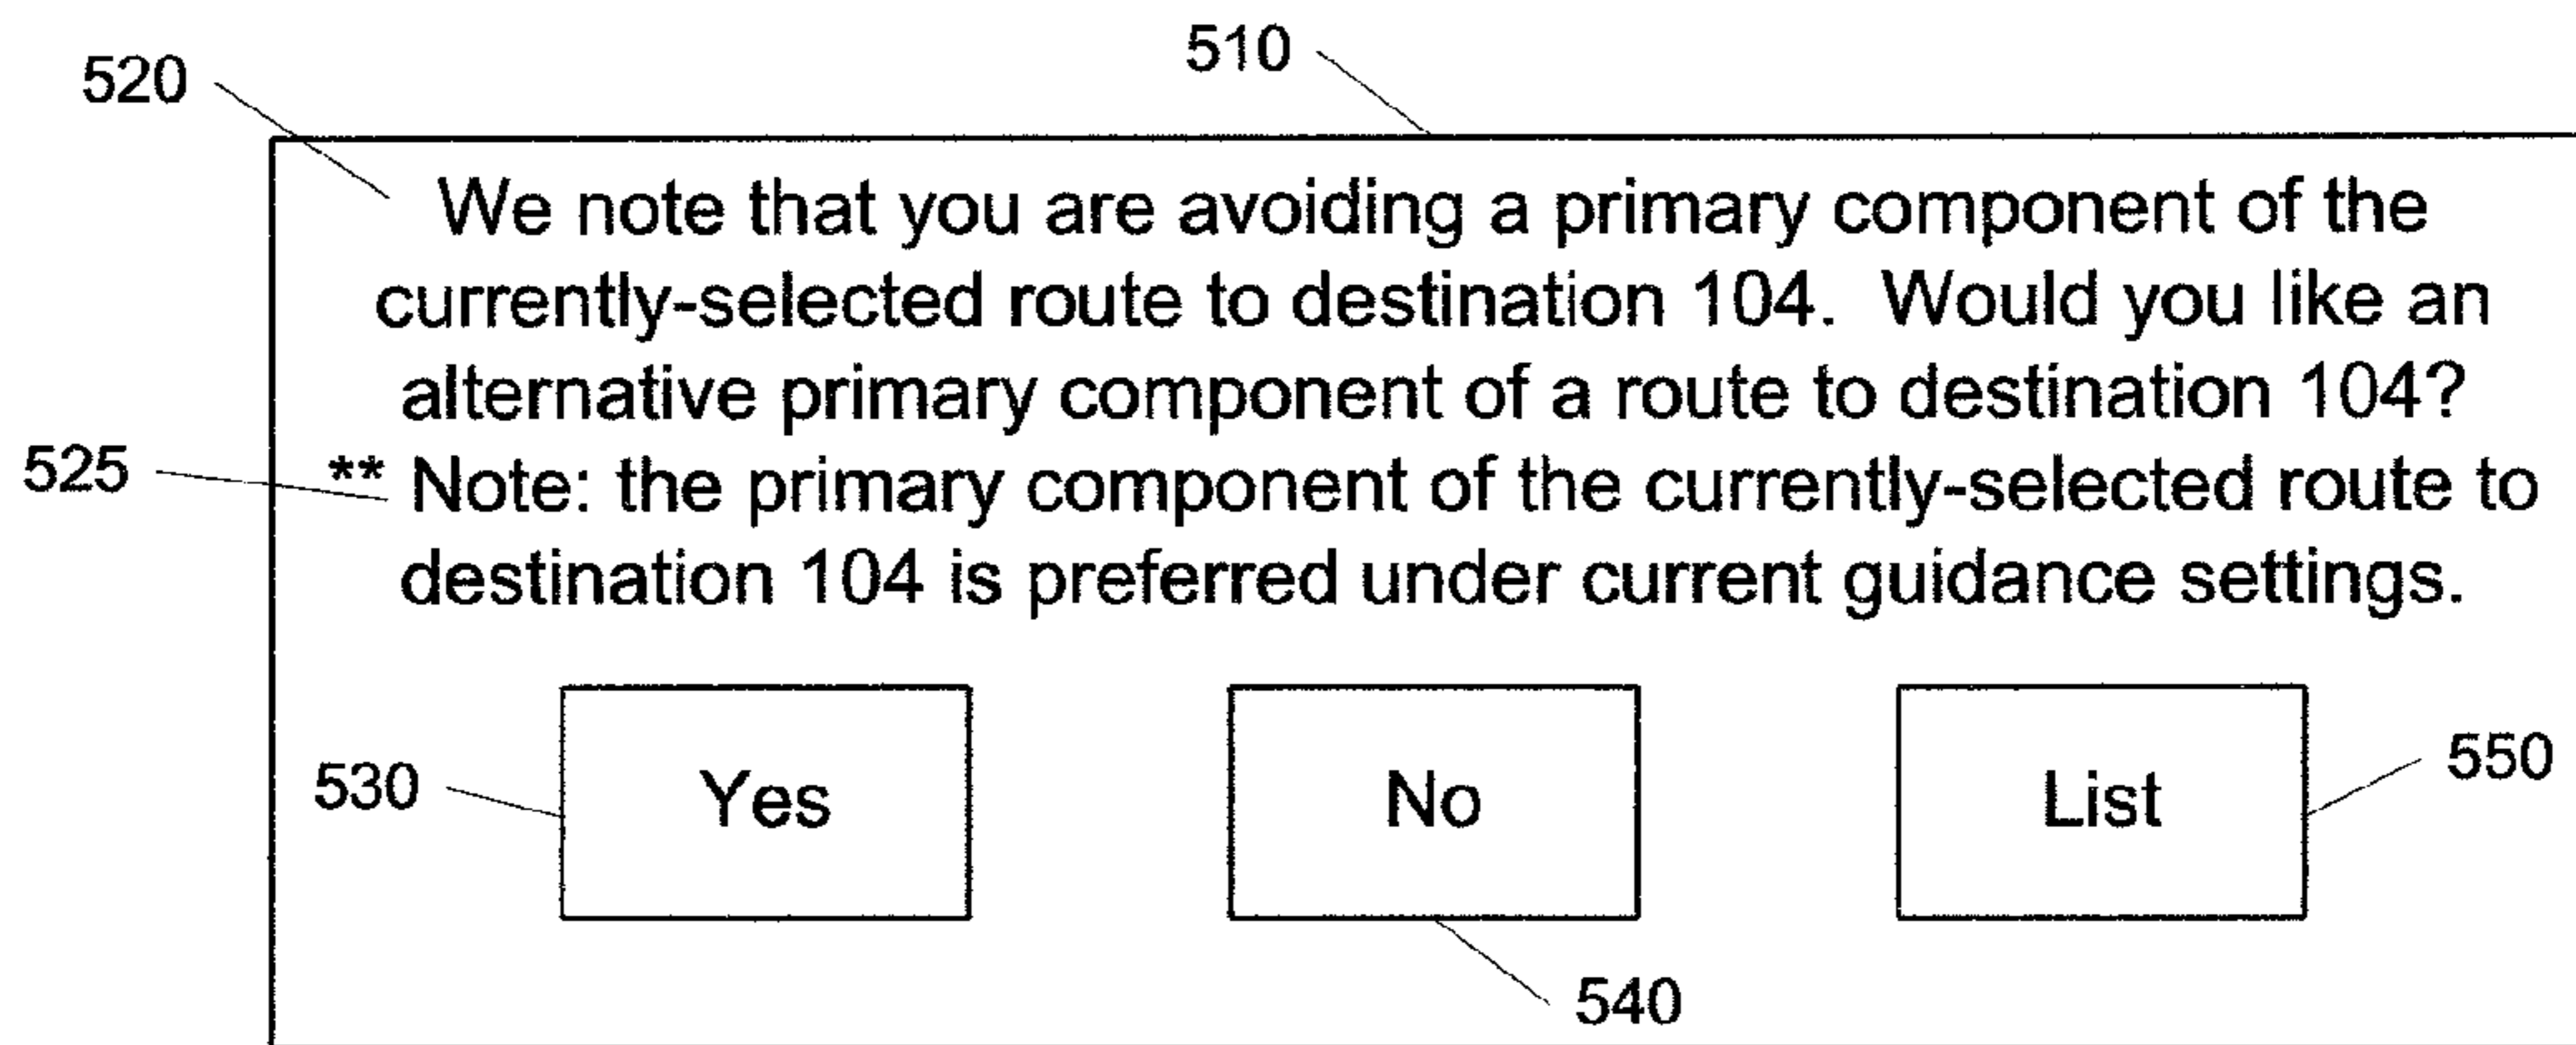 510
520
We note that you are avoiding a primary component of the
currently-selected route to destination 104. Would you like an
alternative primary component of a route to destination 104?
525
** Note: the primary component of the currently-selected route to
destination 104 is preferred under current guidance settings.
530
Yes
No
List
550
540